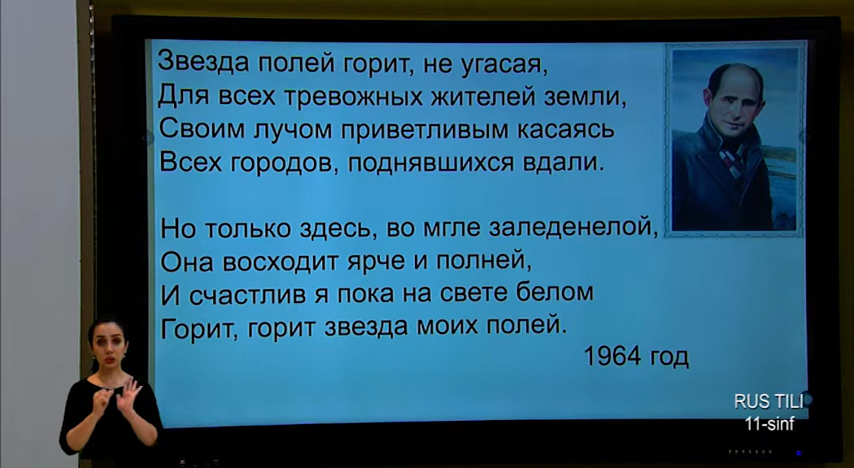 Звезда полей горит, не угасая,
Для всех тревожных жителей земли,
Своим лучом приветливым касаясь
Всех городов, поднявшихся вдали.
Но только здесь, во мгле заледенелой,
Она восходит ярче и полней,
И счастлив я пока на свете белом
Горит, горит звезда моих полей.
1964 год
RUS TILI
11-sinf